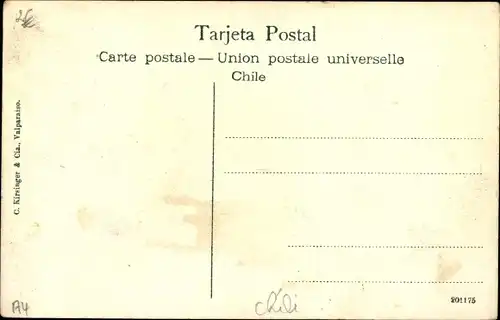 Tarjeta Postal
Carte postale — Union postale universelle
Chile
C. Kirsinger & Cia., Valparaiso.
A4
Chili
201175